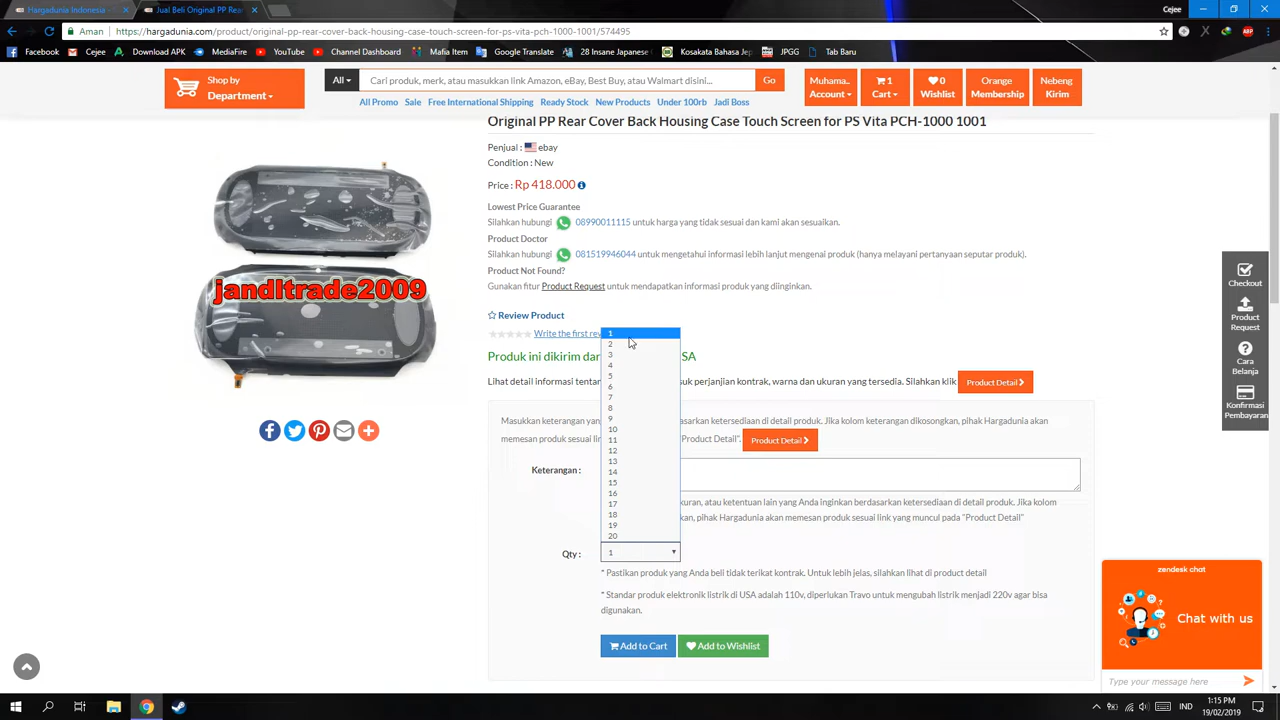 Hargadunia Indonesia -
Jual Beli Original PP Rea
Cejee
Aman
https://hargadunia.com/product/original-pp-rear-cover-back-housing-case-touch-screen-for-ps-vita-pch-1000-1001/574495
Facebook
Ceejay
Download APK
MediaFire
YouTube
Channel Dashboard
Mafia Item
Google Translate
28 Insane Japanese
Kosakata Bahasa Jep
JPGG
Tab Baru
Shop by
Department
All
Cari produk, merk, atau masukkan link Amazon, eBay, Best Buy, atau Walmart disini...
Go
All Promo
Sale
Free International Shipping
Ready Stock
New Products
Under 100rb
Jadi Boss
Muhama..
Account
1
Cart
0
Wishlist
Orange
Membership
Nebeng
Kirim
Original PP Rear Cover Back Housing Case Touch Screen for PS Vita PCH-1000 1001
Penjual : ebay
Condition : New
Price : Rp 418.000
Lowest Price Guarantee
Silahkan hubungi 08990011115 untuk harga yang tidak sesuai dan kami akan sesuaikan.
Product Doctor
Silahkan hubungi 081519946044 untuk mengetahui informasi lebih lanjut mengenai produk (hanya melayani pertanyaan seputar produk).
Product Not Found?
Gunakan fitur Product Request untuk mendapatkan informasi produk yang diinginkan.
jandltrade2009
Review Product
Write the first rev
Produk ini dikirim dar SA
Lihat detail informasi tentan suk perjanjian kontrak, warna dan ukuran yang tersedia. Silahkan klik Product Detail
Masukkan keterangan yan dasarkan ketersediaan di detail produk. Jika kolom keterangan dikosongkan, pihak Hargadunia akan
memesan produk sesuai lin "Product Detail". Product Detail
Keterangan :
ukuran, atau ketentuan lain yang Anda inginkan berdasarkan ketersediaan di detail produk. Jika kolom
kan, pihak Hargadunia akan memesan produk sesuai link yang muncul pada "Product Detail"
1
2
3
4
5
6
7
8
9
10
11
12
13
14
15
16
17
18
19
20
Qty :
1
* Pastikan produk yang Anda beli tidak terikat kontrak. Untuk lebih jelas, silahkan lihat di product detail
* Standar produk elektronik listrik di USA adalah 110v, diperlukan Travo untuk mengubah listrik menjadi 220v agar bisa
digunakan.
Add to Cart
Add to Wishlist
Checkout
Product
Request
Cara
Belanja
Konfirmasi
Pembayaran
zendesk chat
Chat with us
Type your message here
IND
1:15 PM
19/02/2019